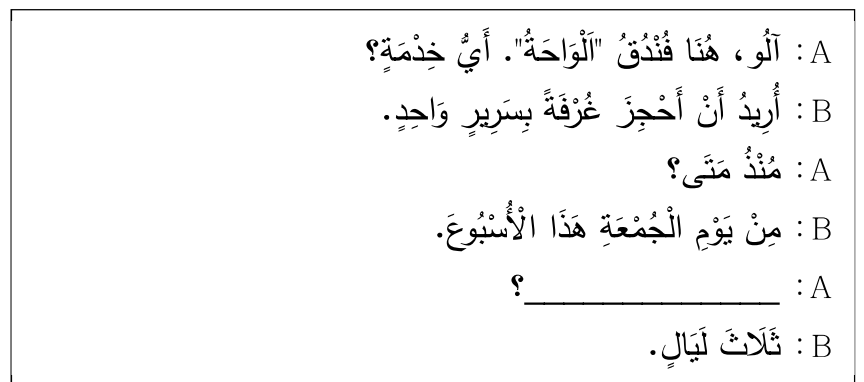 A: آلُو، هُنَا فُنْدُقُ "اَلْوَاحَةُ". أَيُّ خِدْمَةٍ؟
B: أُرِيدُ أَنْ أَحْجِزَ غُرْفَةً بِسَرِيرٍ وَاحِدٍ.
A: مُنْذُ مَتَى؟
B: مِنْ يَوْمِ الْجُمْعَةِ هَذَا الْأُسْبُوعَ.
A: ______________؟
B: ثَلَاثَ لَيَالٍ.